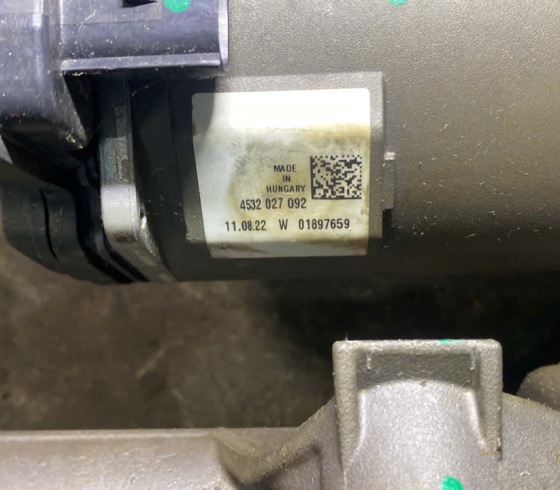 MADE
IN
HUNGARY
4532 027 092
11.08.22 W 01897659